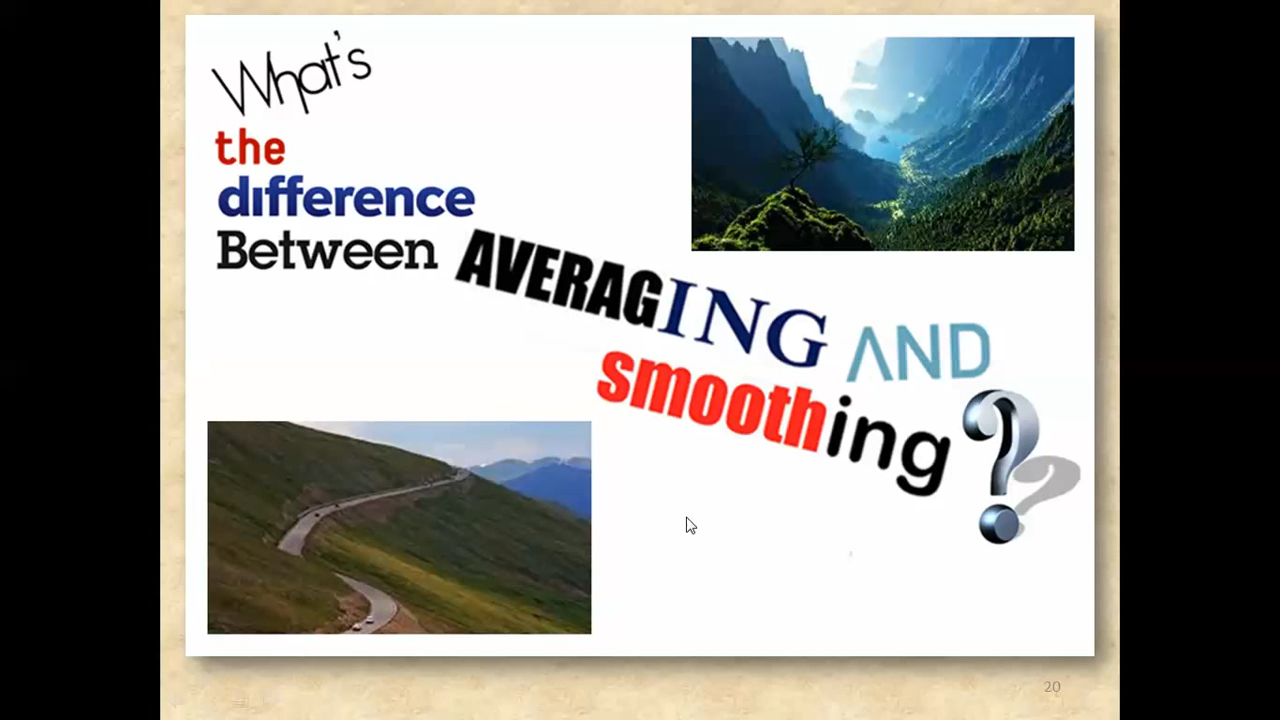 What's
the
difference
Between
AVERAGING AND
smoothing ?
20